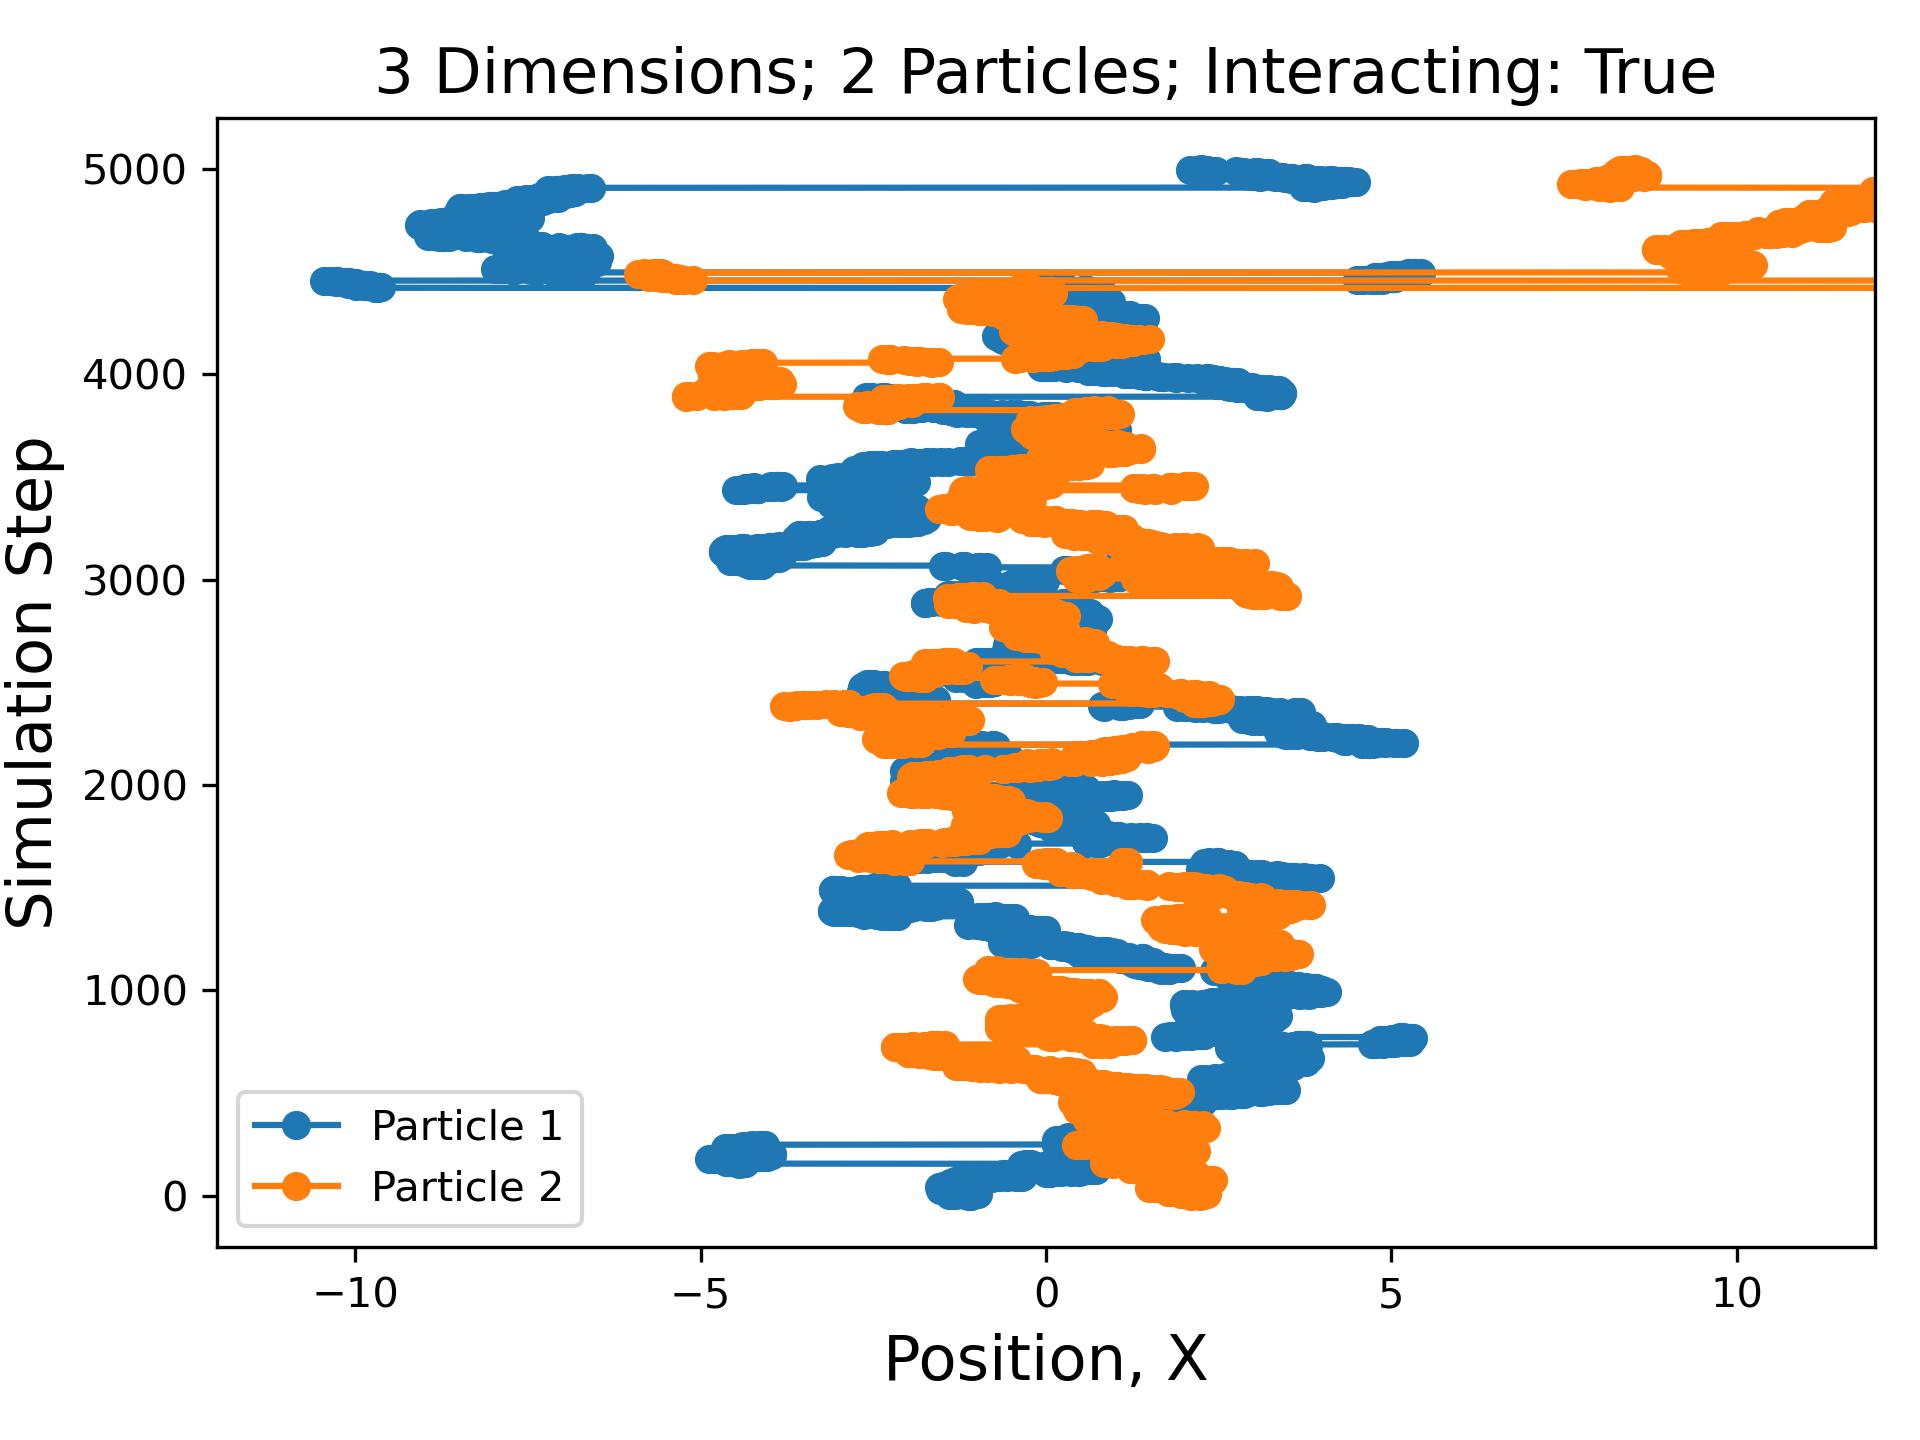 3 Dimensions; 2 Particles; Interacting: True
Simulation Step
5000
4000
3000
2000
1000
0
Particle 1
Particle 2
−10
−5
0
5
10
Position, X